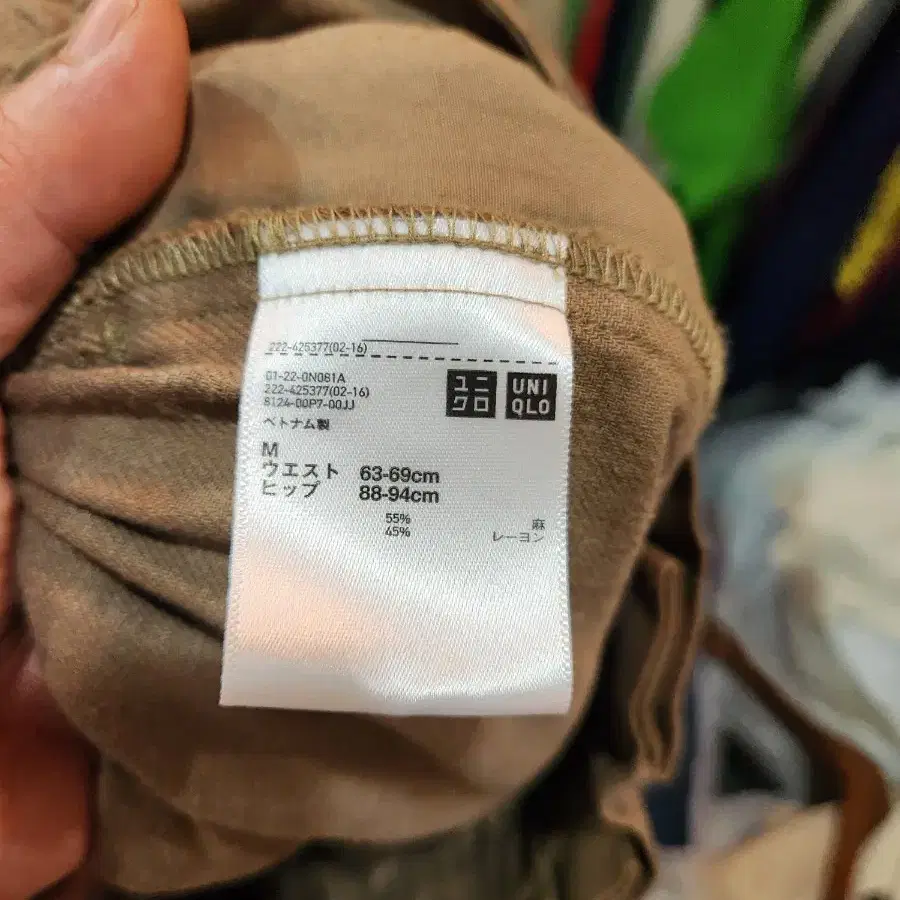 222-425377(02-16)
01-22-0N081A
222-425377(02-16)
8124-00P7-00JJ
ベトナム製
ユニ
クロ
UNI
QLO
M
ウエスト 63-69cm
ヒップ 88-94cm
55% 麻
45% レーヨン